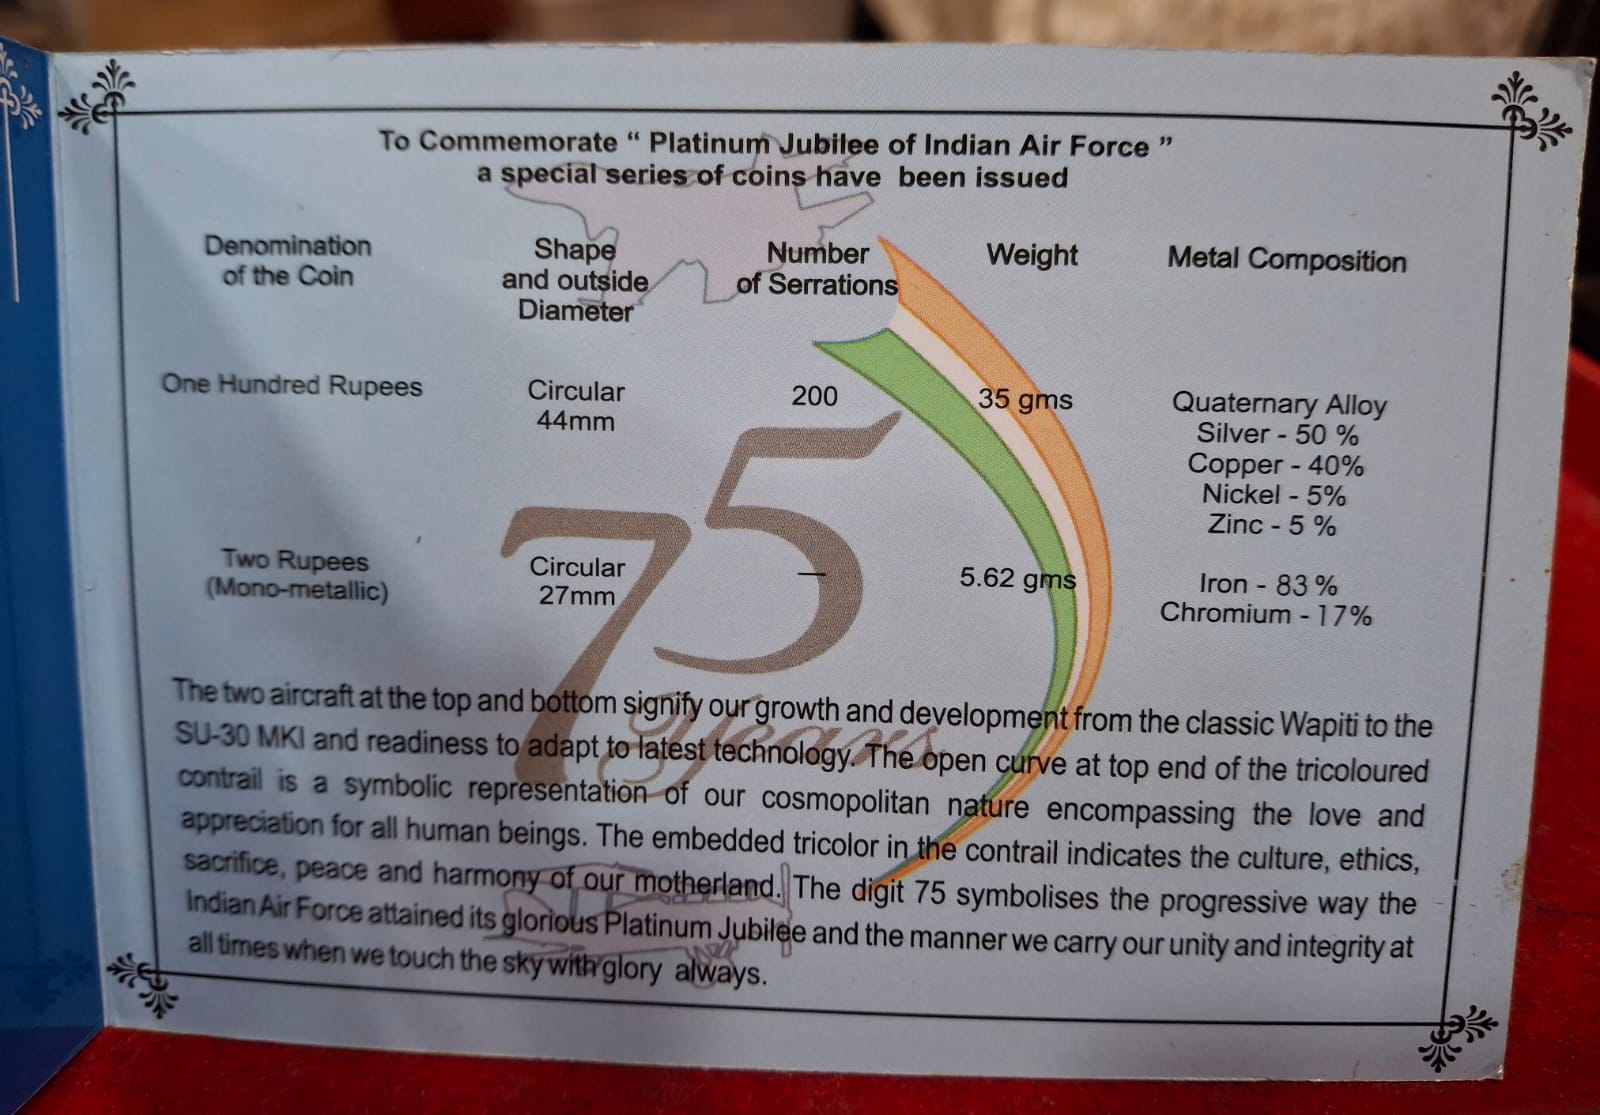 To Commemorate “ Platinum Jubilee of Indian Air Force ”
a special series of coins have been issued
Denomination of the Coin
Shape and outside Diameter
Number of Serrations
Weight
Metal Composition
One Hundred Rupees
Circular
44mm
200
35 gms
Quaternary Alloy
Silver - 50 %
Copper - 40%
Nickel - 5%
Zinc - 5 %
Two Rupees
(Mono-metallic)
Circular
27mm
—
5.62 gms
Iron - 83 %
Chromium - 17%
75
Years
The two aircraft at the top and bottom signify our growth and development from the classic Wapiti to the
SU-30 MKI and readiness to adapt to latest technology. The open curve at top end of the tricoloured
contrail is a symbolic representation of our cosmopolitan nature encompassing the love and
appreciation for all human beings. The embedded tricolor in the contrail indicates the culture, ethics,
sacrifice, peace and harmony of our motherland. The digit 75 symbolises the progressive way the
Indian Air Force attained its glorious Platinum Jubilee and the manner we carry our unity and integrity at
all times when we touch the sky with glory always.